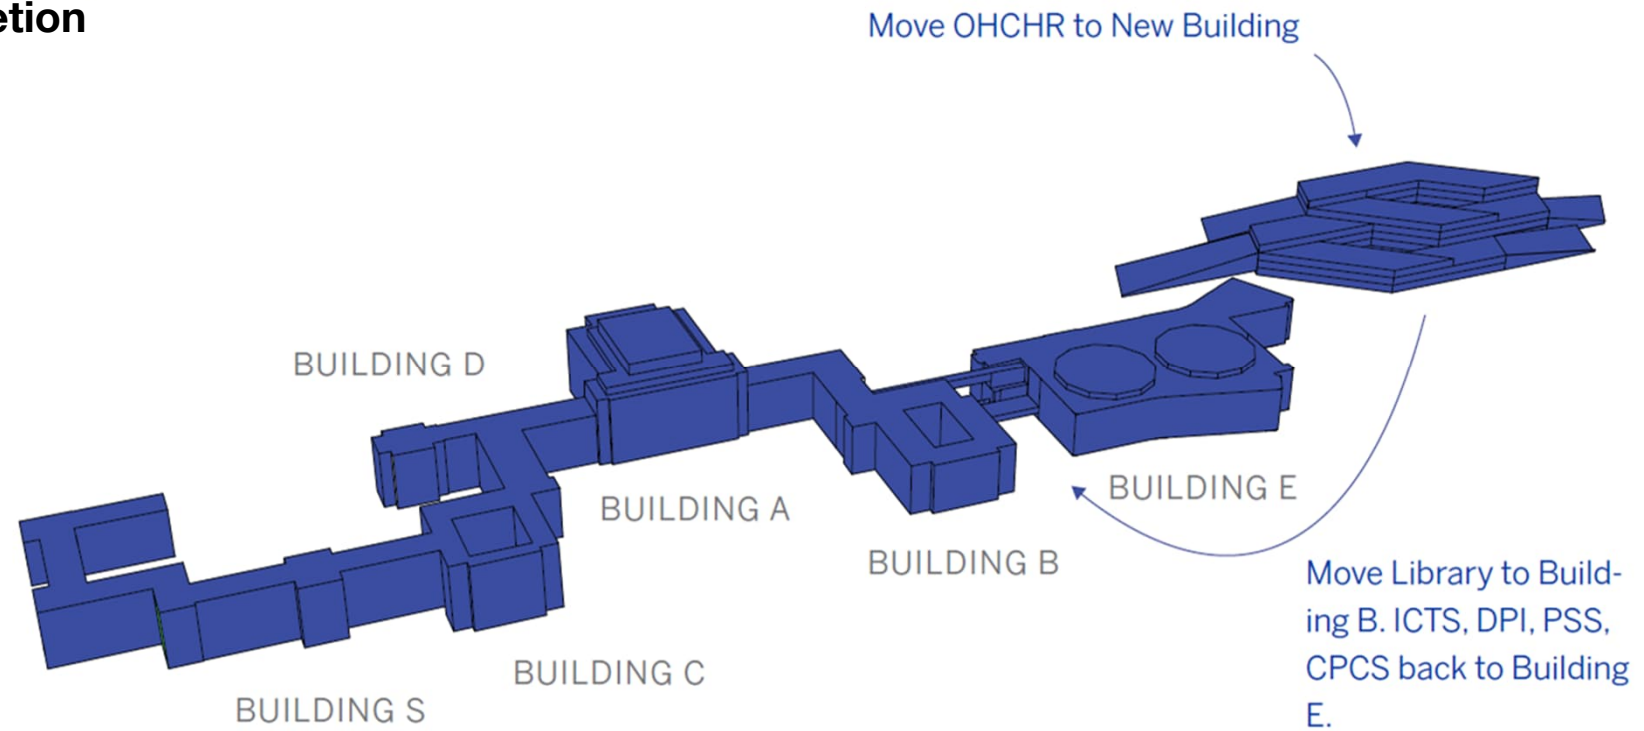 etion
Move OHCHR to New Building
BUILDING D
BUILDING A
BUILDING E
BUILDING B
Move Library to Build-
ing B. ICTS, DPI, PSS,
CPCS back to Building
E.
BUILDING C
BUILDING S